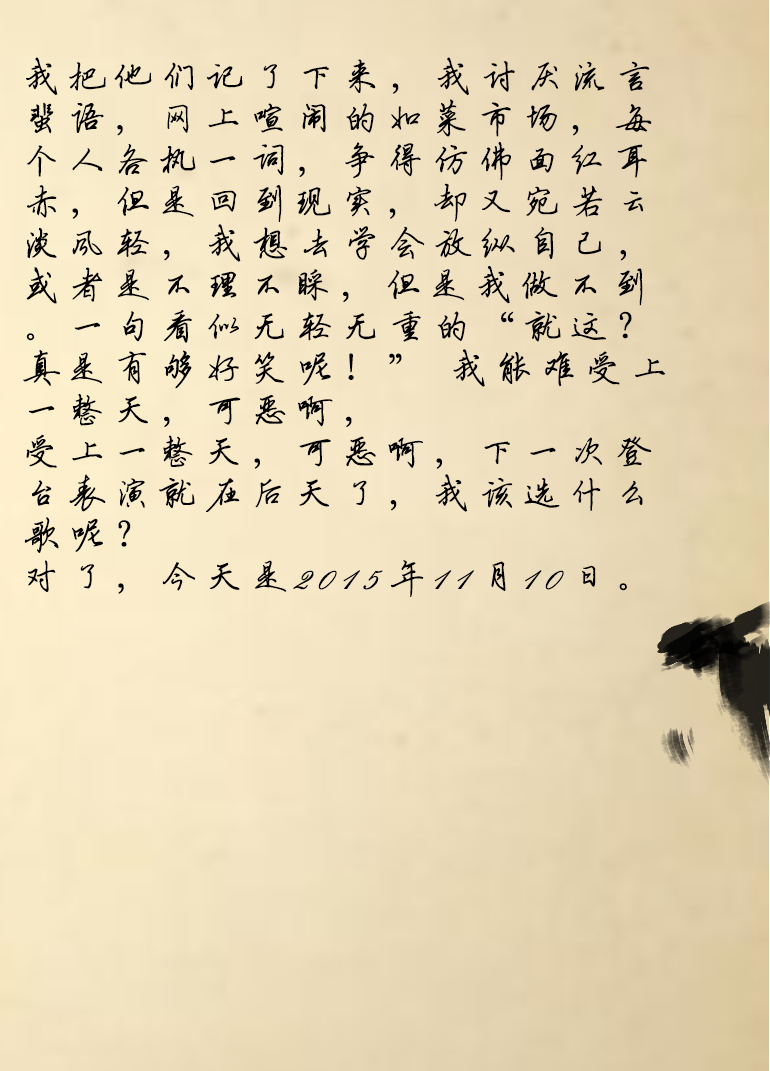 我把他们记了下来，我讨厌流言
蜚语，网上喧闹的如菜市场，每
个人各执一词，争得仿佛面红耳
赤，但是回到现实，却又宛若云
淡风轻，我想去学会放纵自己，
或者是不理不睬，但是我做不到
。一句看似无轻无重的“就这？
真是有够好笑呢！” 我能难受上
一整天，可恶啊，
受上一整天，可恶啊，下一次登
台表演就在后天了，我该选什么
歌呢？
对了，今天是2015年11月10日。